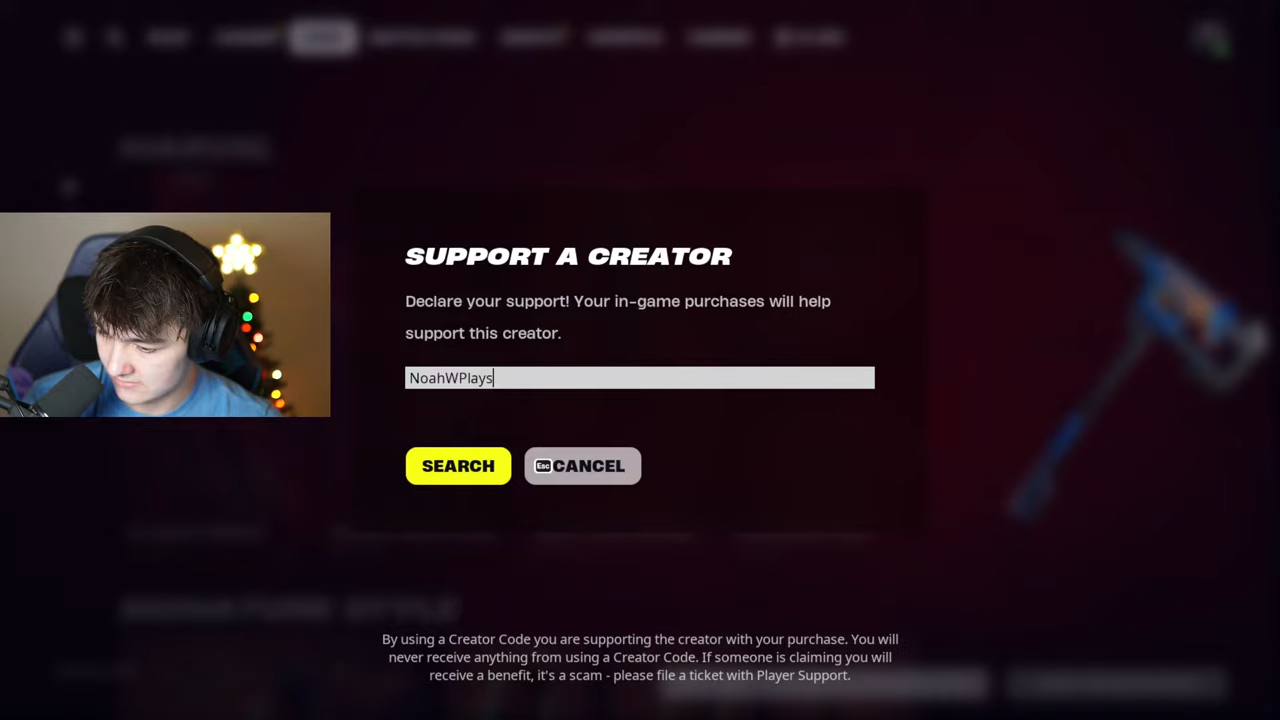 SUPPORT A CREATOR
Declare your support! Your in-game purchases will help
support this creator.
NoahWPlays
SEARCH
Esc CANCEL
By using a Creator Code you are supporting the creator with your purchase. You will
never receive anything from using a Creator Code. If someone is claiming you will
receive a benefit, it's a scam - please file a ticket with Player Support.